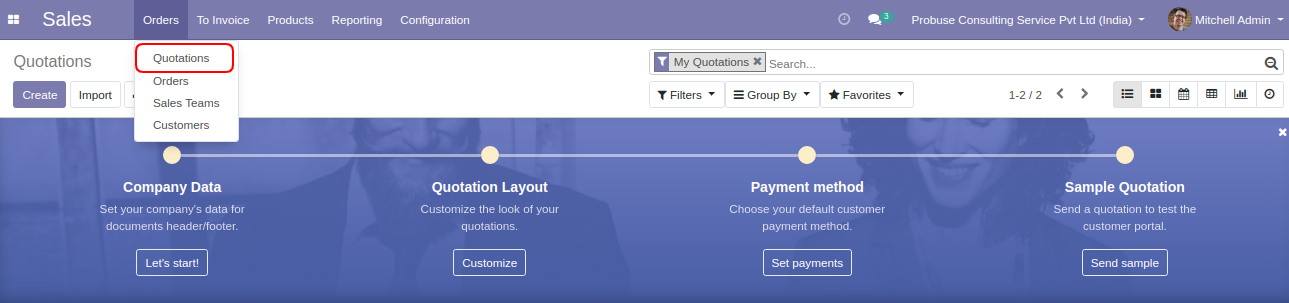 Sales
Orders
To Invoice
Products
Reporting
Configuration
3
Probuse Consulting Service Pvt Ltd (India)
Mitchell Admin
Quotations
Quotations
Orders
Sales Teams
Customers
My Quotations
Search...
Create
Import
Filters
Group By
Favorites
1-2 / 2
Company Data
Set your company's data for
documents header/footer.
Let's start!
Quotation Layout
Customize the look of your
quotations.
Customize
Payment method
Choose your default customer
payment method.
Set payments
Sample Quotation
Send a quotation to test the
customer portal.
Send sample